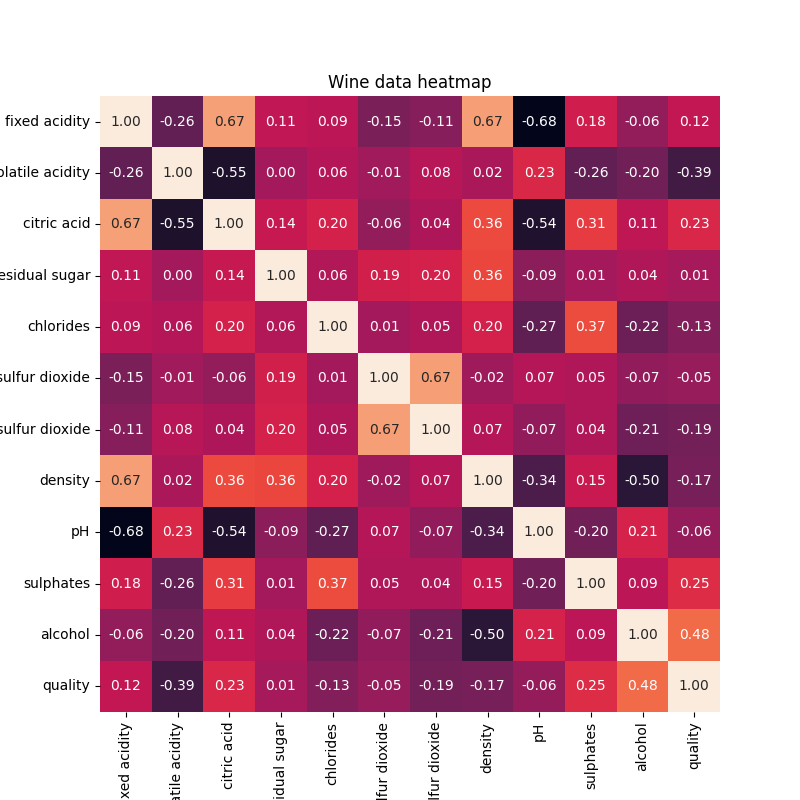 Wine data heatmap
fixed acidity 1.00 -0.26 0.67 0.11 0.09 -0.15 -0.11 0.67 -0.68 0.18 -0.06 0.12
olatile acidity -0.26 1.00 -0.55 0.00 0.06 -0.01 0.08 0.02 0.23 -0.26 -0.20 -0.39
citric acid 0.67 -0.55 1.00 0.14 0.20 -0.06 0.04 0.36 -0.54 0.31 0.11 0.23
esidual sugar 0.11 0.00 0.14 1.00 0.06 0.19 0.20 0.36 -0.09 0.01 0.04 0.01
chlorides 0.09 0.06 0.20 0.06 1.00 0.01 0.05 0.20 -0.27 0.37 -0.22 -0.13
sulfur dioxide -0.15 -0.01 -0.06 0.19 0.01 1.00 0.67 -0.02 0.07 0.05 -0.07 -0.05
sulfur dioxide -0.11 0.08 0.04 0.20 0.05 0.67 1.00 0.07 -0.07 0.04 -0.21 -0.19
density 0.67 0.02 0.36 0.36 0.20 -0.02 0.07 1.00 -0.34 0.15 -0.50 -0.17
pH -0.68 0.23 -0.54 -0.09 -0.27 0.07 -0.07 -0.34 1.00 -0.20 0.21 -0.06
sulphates 0.18 -0.26 0.31 0.01 0.37 0.05 0.04 0.15 -0.20 1.00 0.09 0.25
alcohol -0.06 -0.20 0.11 0.04 -0.22 -0.07 -0.21 -0.50 0.21 0.09 1.00 0.48
quality 0.12 -0.39 0.23 0.01 -0.13 -0.05 -0.19 -0.17 -0.06 0.25 0.48 1.00
xed acidity
atile acidity
citric acid
idual sugar
chlorides
lfur dioxide
lfur dioxide
density
pH
sulphates
alcohol
quality